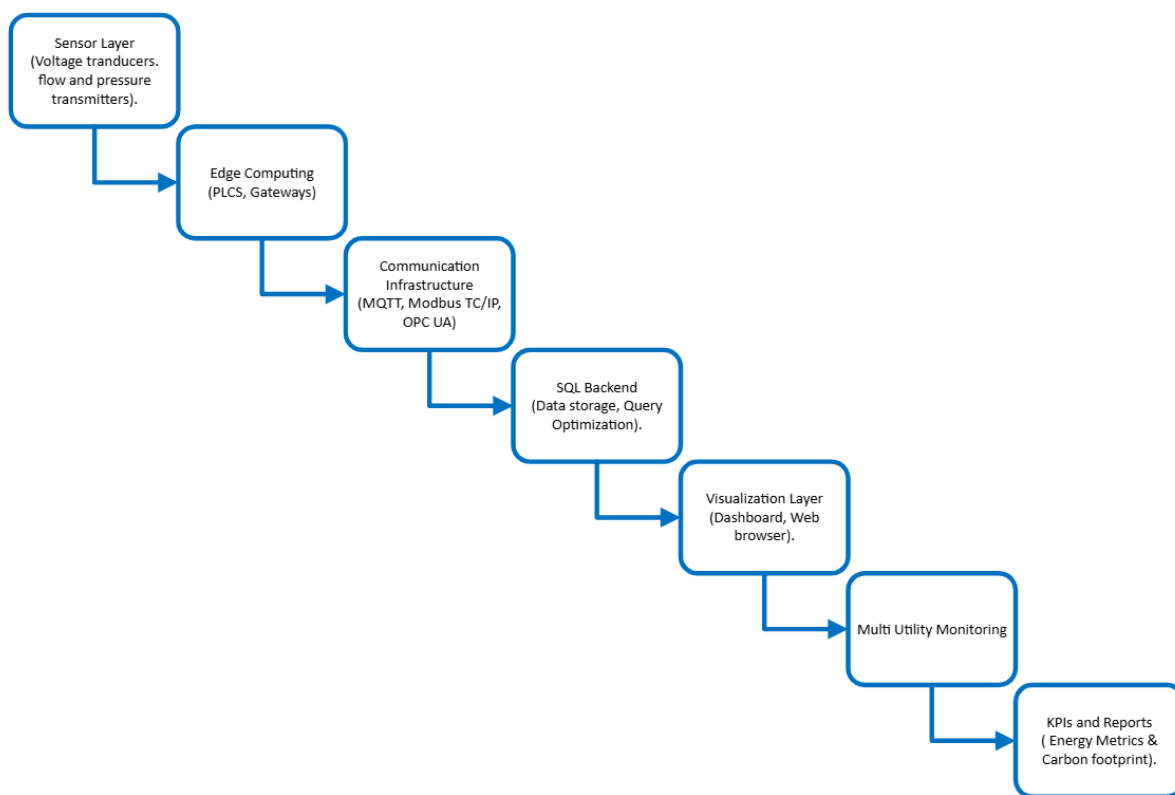 Sensor Layer
(Voltage tranducers.
flow and pressure
transmitters).
Edge Computing
(PLCS, Gateways)
Communication
Infrastructure
(MQTT, Modbus TC/IP,
OPC UA)
SQL Backend
(Data storage, Query
Optimization).
Visualization Layer
(Dashboard, Web
browser).
Multi Utility Monitoring
KPIs and Reports
( Energy Metrics &
Carbon footprint).